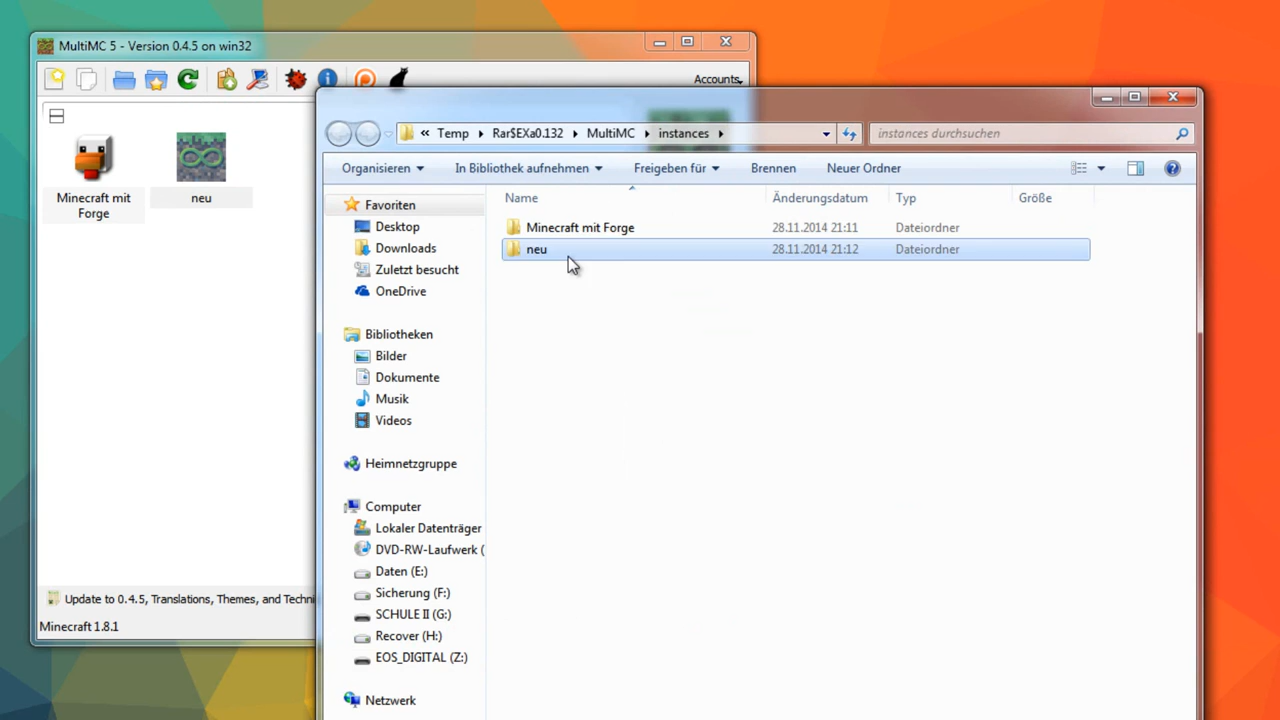 MultiMC 5 - Version 0.4.5 on win32
Accounts
Minecraft mit
Forge
neu
Update to 0.4.5, Translations, Themes, and Techni
Minecraft 1.8.1
« Temp Rar$EXa0.132 MultiMC instances
instances durchsuchen
Organisieren In Bibliothek aufnehmen Freigeben für Brennen Neuer Ordner
Favoriten
Desktop
Downloads
Zuletzt besucht
OneDrive
Bibliotheken
Bilder
Dokumente
Musik
Videos
Heimnetzgruppe
Computer
Lokaler Datenträger
DVD-RW-Laufwerk (
Daten (E:)
Sicherung (F:)
SCHULE II (G:)
Recover (H:)
EOS_DIGITAL (Z:)
Netzwerk
Name Änderungsdatum Typ Größe
Minecraft mit Forge 28.11.2014 21:11 Dateiordner
neu 28.11.2014 21:12 Dateiordner